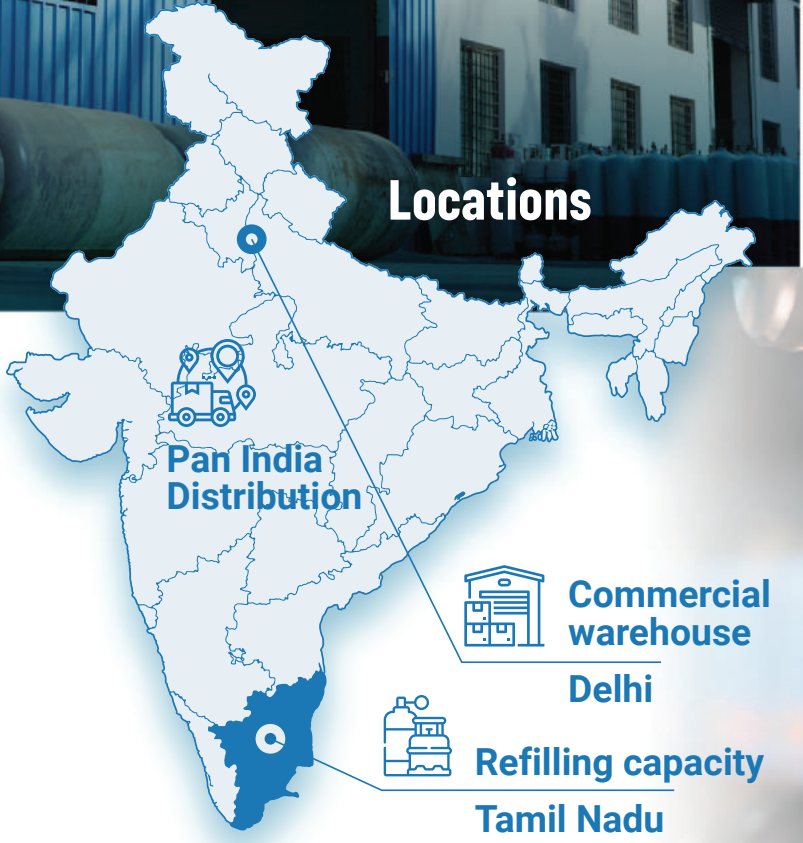 Locations
Pan India
Distribution
Commercial
warehouse
Delhi
Refilling capacity
Tamil Nadu